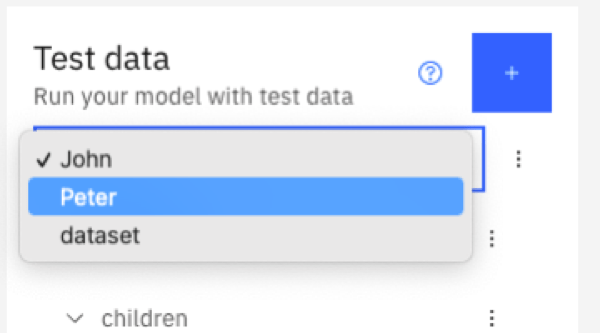 Test data
Run your model with test data
John
Peter
dataset
children